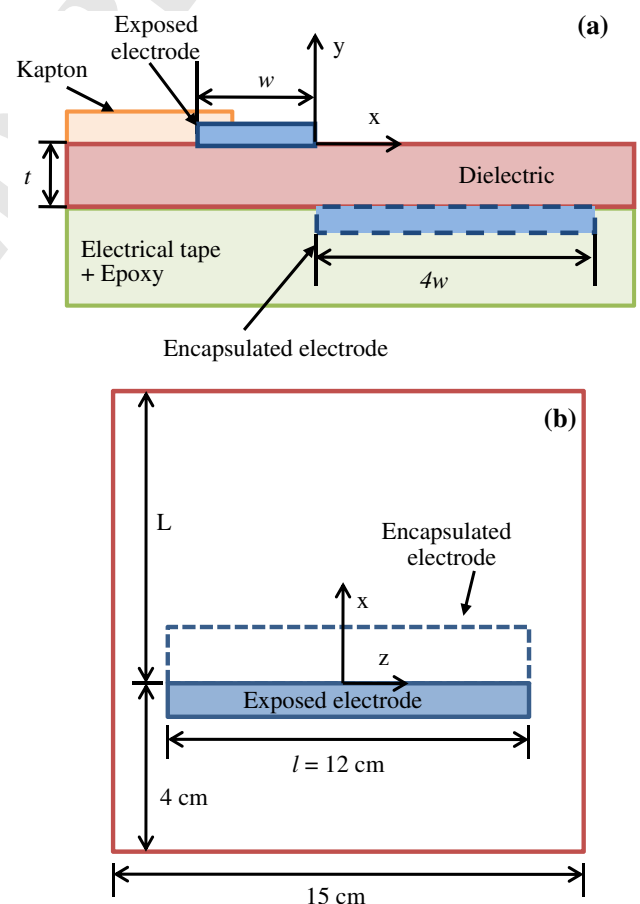 (a)
Exposed
electrode
y
Kapton
w
x
t
Dielectric
Electrical tape
+ Epoxy
4w
Encapsulated electrode
(b)
L
Encapsulated
electrode
x
z
Exposed electrode
l = 12 cm
4 cm
15 cm